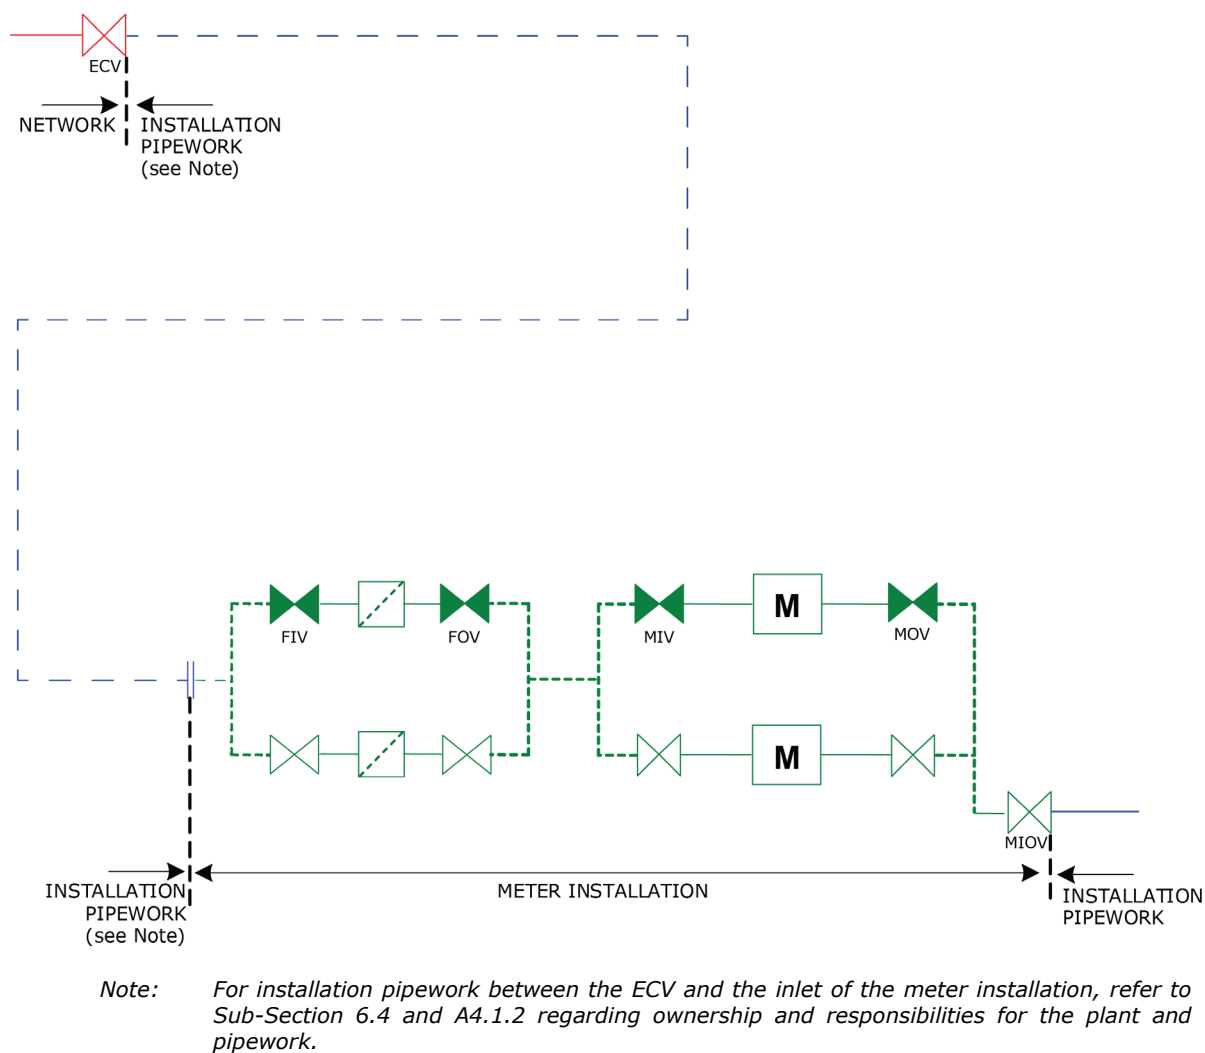 ECV
NETWORK
INSTALLATION
PIPEWORK
(see Note)
FIV
FOV
MIV
M
MOV
M
MIOV
INSTALLATION
PIPEWORK
(see Note)
METER INSTALLATION
INSTALLATION
PIPEWORK
Note: For installation pipework between the ECV and the inlet of the meter installation, refer to
Sub-Section 6.4 and A4.1.2 regarding ownership and responsibilities for the plant and
pipework.